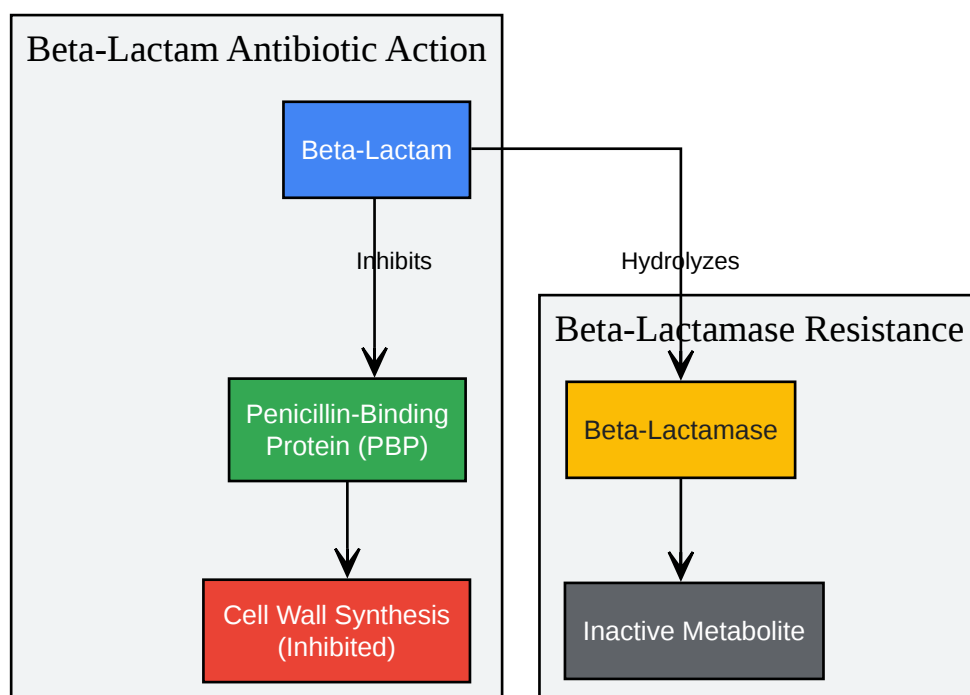 Beta-Lactam Antibiotic Action
Beta-Lactam
Inhibits
Hydrolyzes
Beta-Lactamase Resistance
Penicillin-Binding
Protein (PBP)
Beta-Lactamase
Cell Wall Synthesis
(Inhibited)
Inactive Metabolite